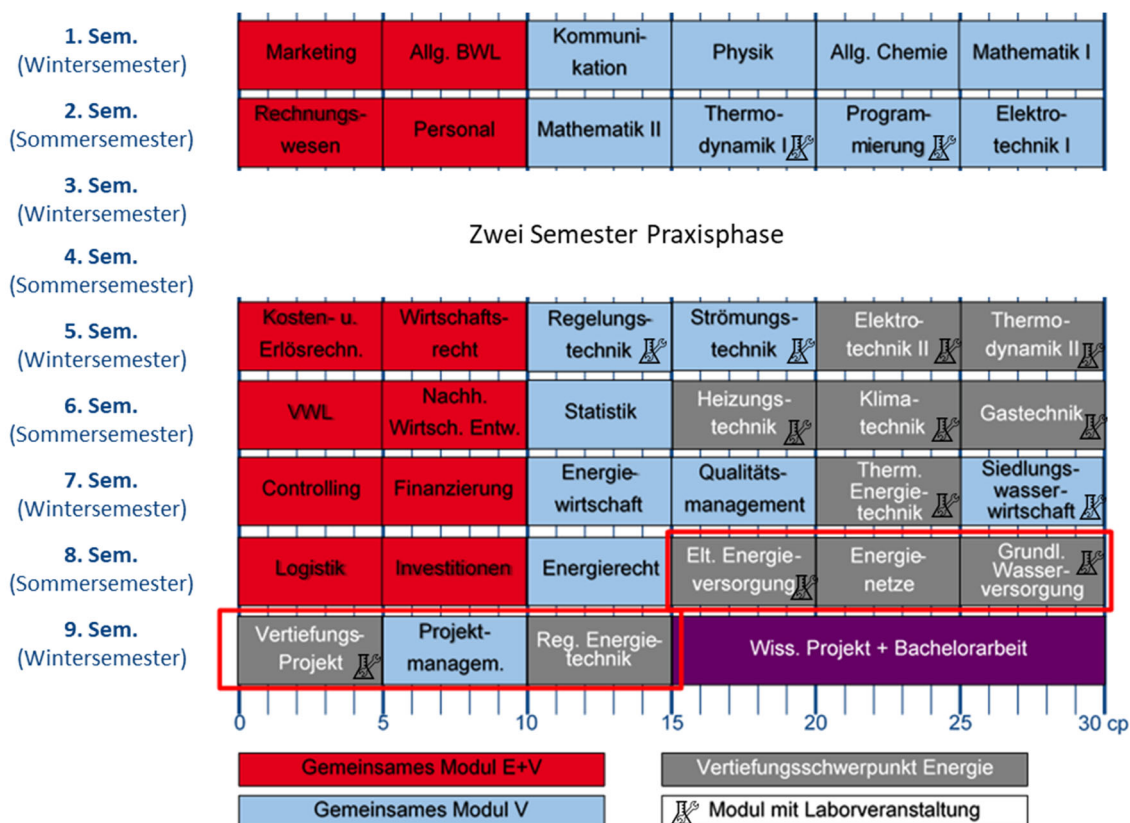 1. Sem.
(Wintersemester)
Marketing
Allg. BWL
Kommuni-
kation
Physik
Allg. Chemie
Mathematik I
2. Sem.
(Sommersemester)
Rechnungs-
wesen
Personal
Mathematik II
Thermo-
dynamik I
Program-
mierung
Elektro-
technik I
3. Sem.
(Wintersemester)
Zwei Semester Praxisphase
4. Sem.
(Sommersemester)
5. Sem.
(Wintersemester)
Kosten- u.
Erlösrechn.
Wirtschafts-
recht
Regelungs-
technik
Strömungs-
technik
Elektro-
technik II
Thermo-
dynamik II
6. Sem.
(Sommersemester)
VWL
Nachh.
Wirtsch. Entw.
Statistik
Heizungs-
technik
Klima-
technik
Gastechnik
7. Sem.
(Wintersemester)
Controlling
Finanzierung
Energie-
wirtschaft
Qualitäts-
management
Therm.
Energie-
technik
Siedlungs-
wasser-
wirtschaft
8. Sem.
(Sommersemester)
Logistik
Investitionen
Energierecht
Elt. Energie-
versorgung
Energie-
netze
Grundl.
Wasser-
versorgung
9. Sem.
(Wintersemester)
Vertiefungs-
Projekt
Projekt-
managem.
Reg. Energie-
technik
Wiss. Projekt + Bachelorarbeit
0 5 10 15 20 25 30 cp
Gemeinsames Modul E+V
Vertiefungsschwerpunkt Energie
Gemeinsames Modul V
Modul mit Laborveranstaltung